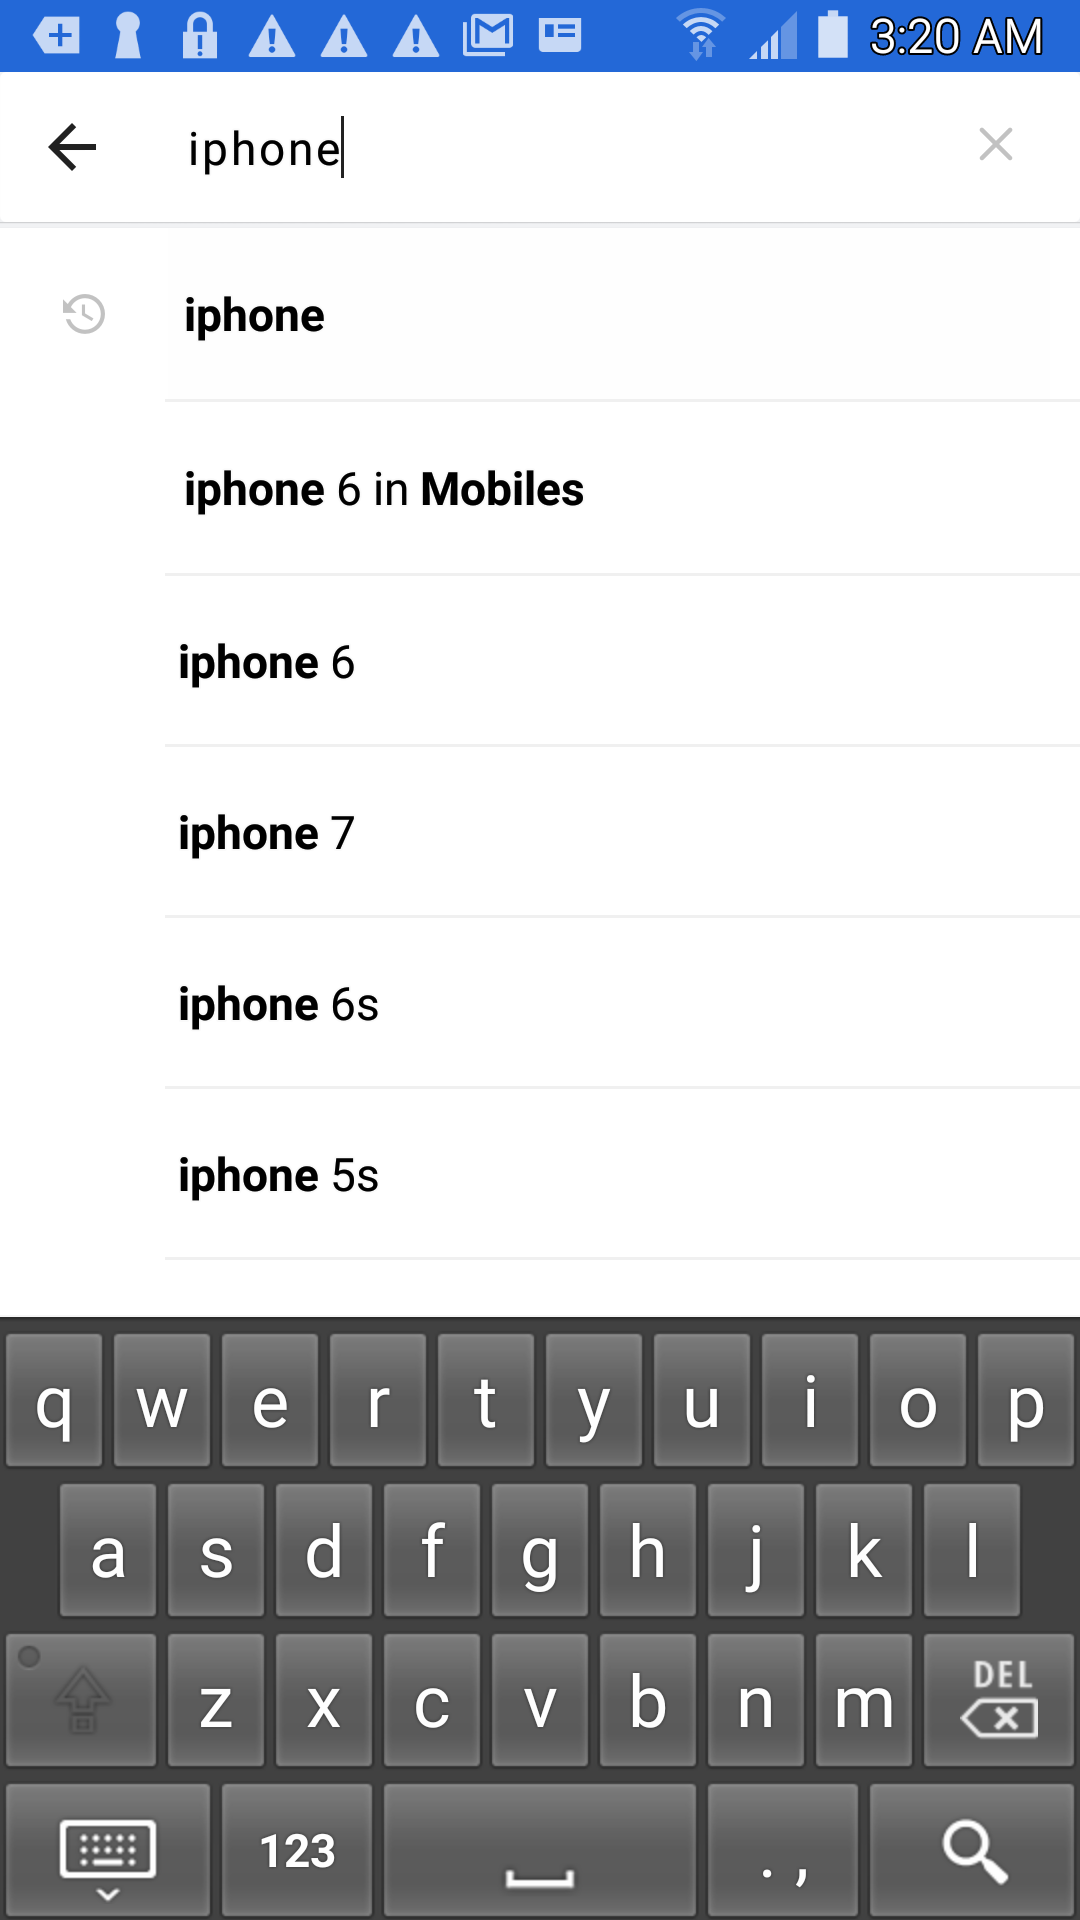 3:20 AM
iphone
iphone
iphone 6 in Mobiles
iphone 6
iphone 7
iphone 6s
iphone 5s
q w e r t y u i o p
a s d f g h j k l
z x c v b n m DEL
123 . ,